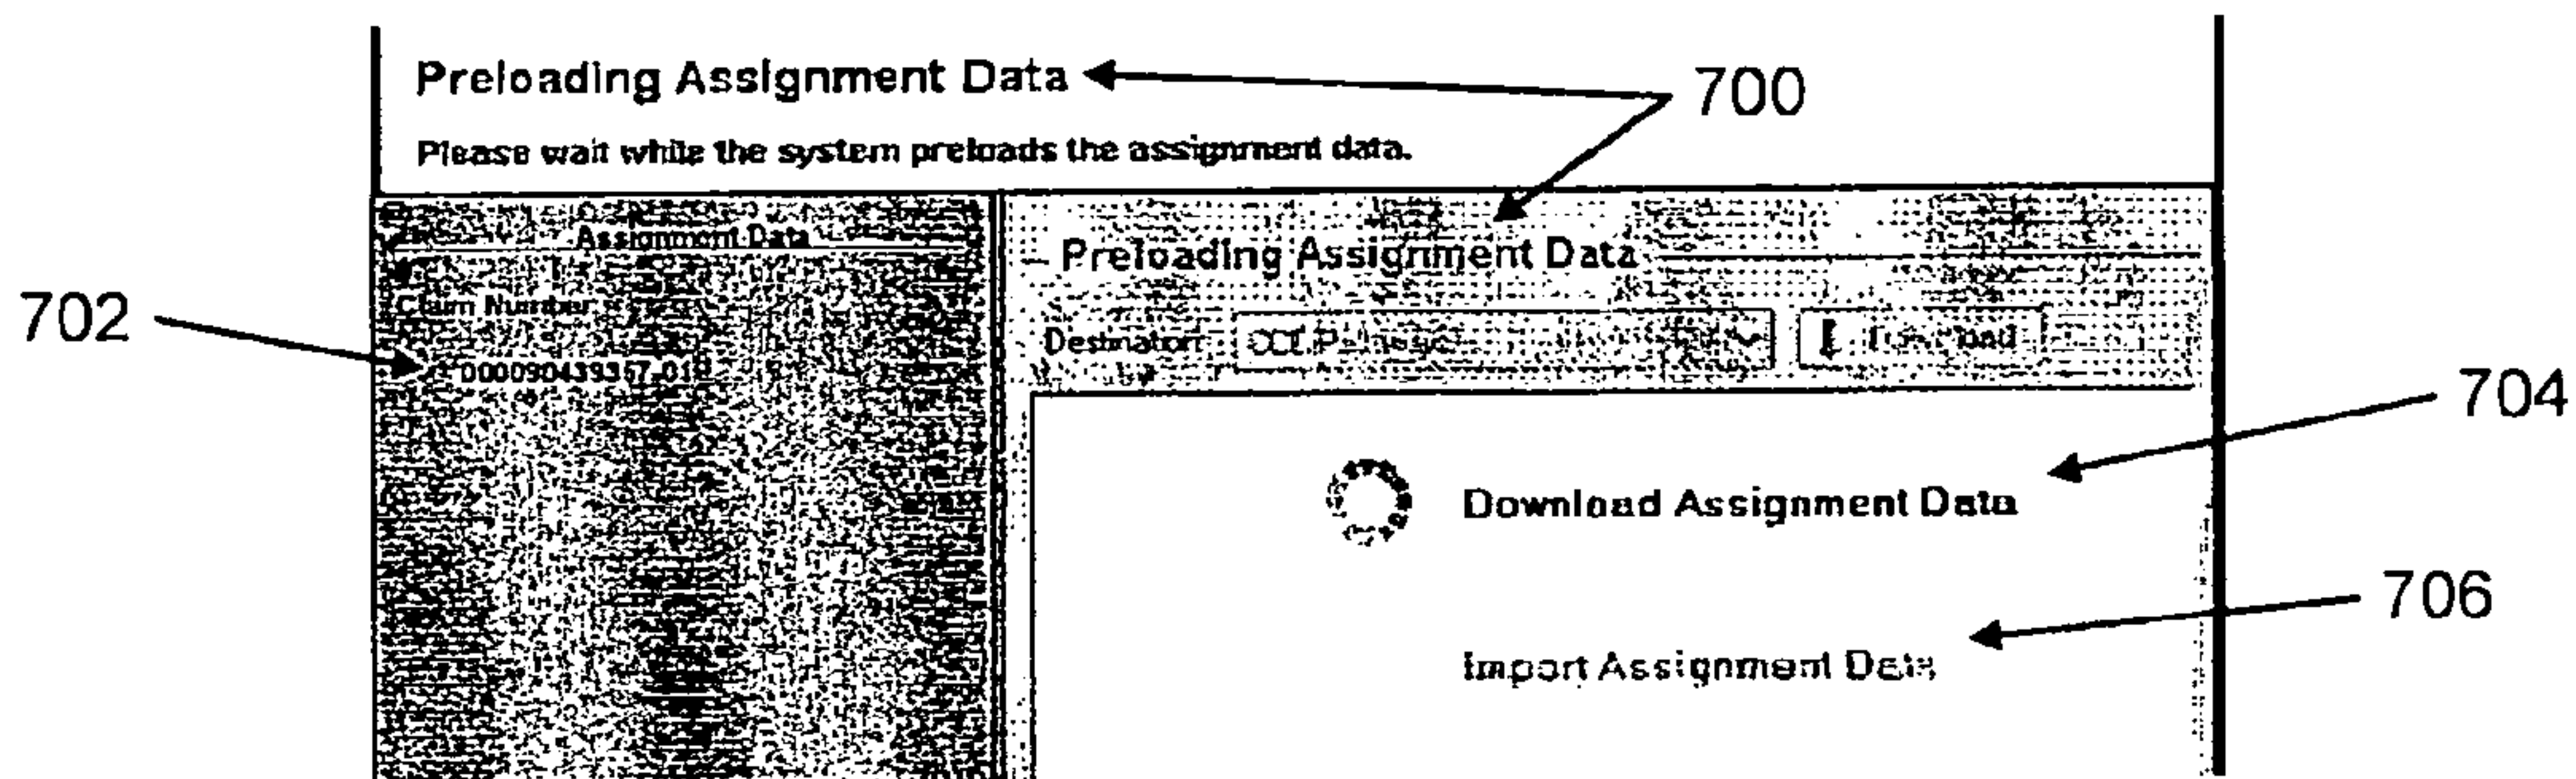 Preloading Assignment Data
700
Please wait while the system preloads the assignment data.
Assignment Data
Preloading Assignment Data
Claim Number
702
Destination
000090439367-01
704
Download Assignment Data
706
Import Assignment Data